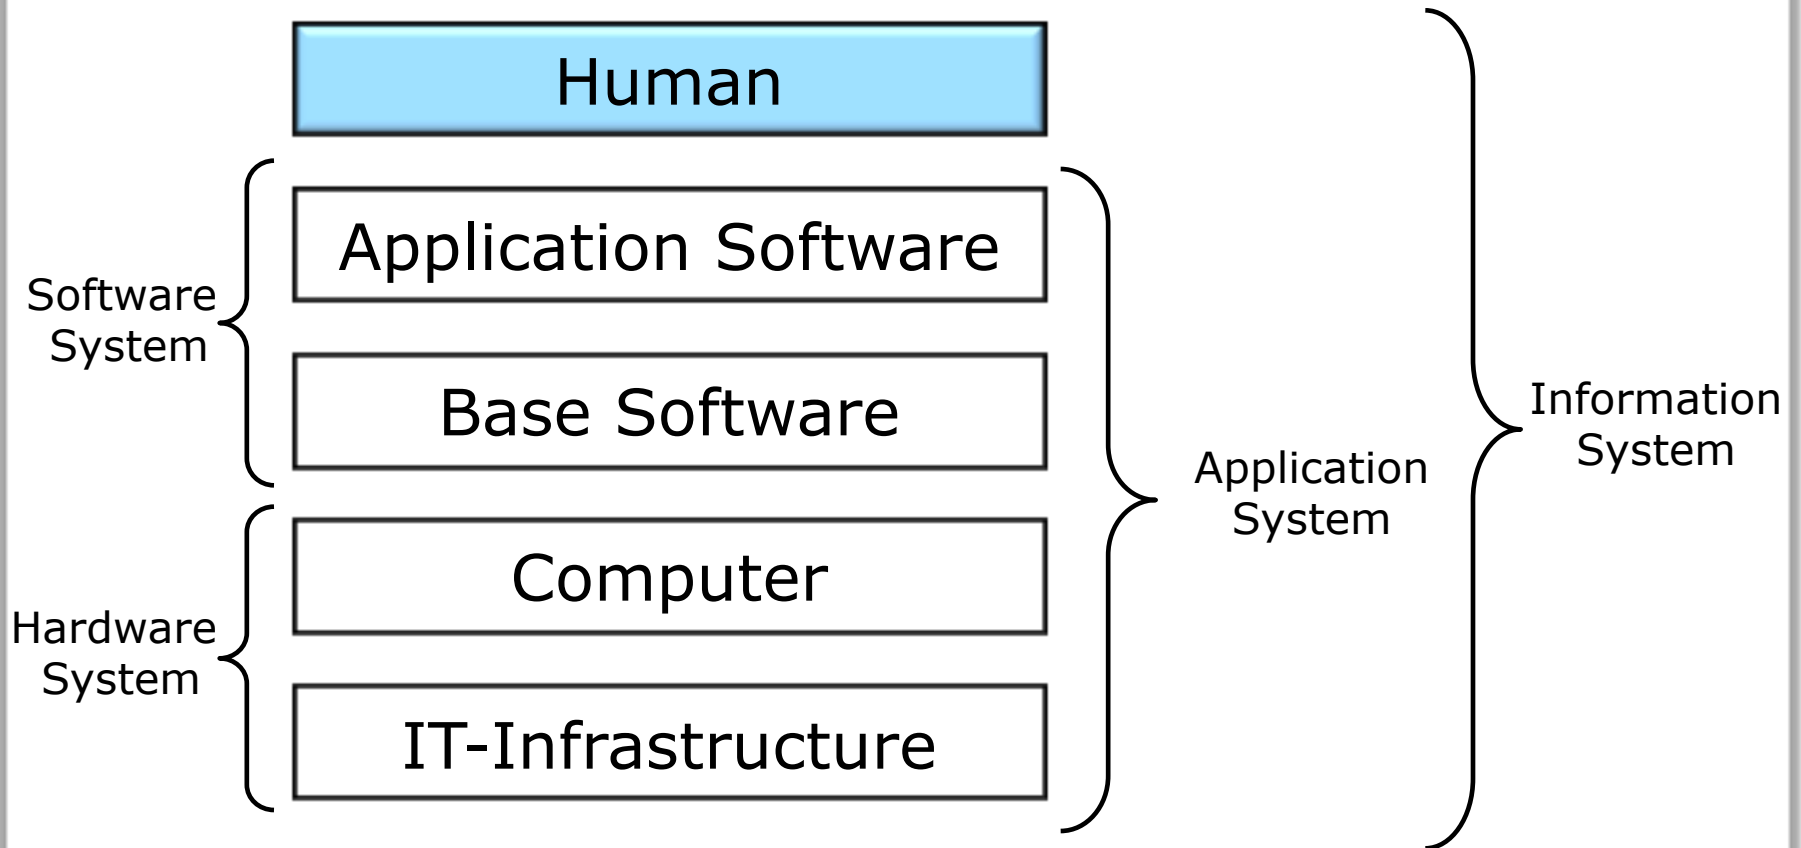 Human
Application Software
Base Software
Computer
IT-Infrastructure
Software
System
Hardware
System
Application
System
Information
System